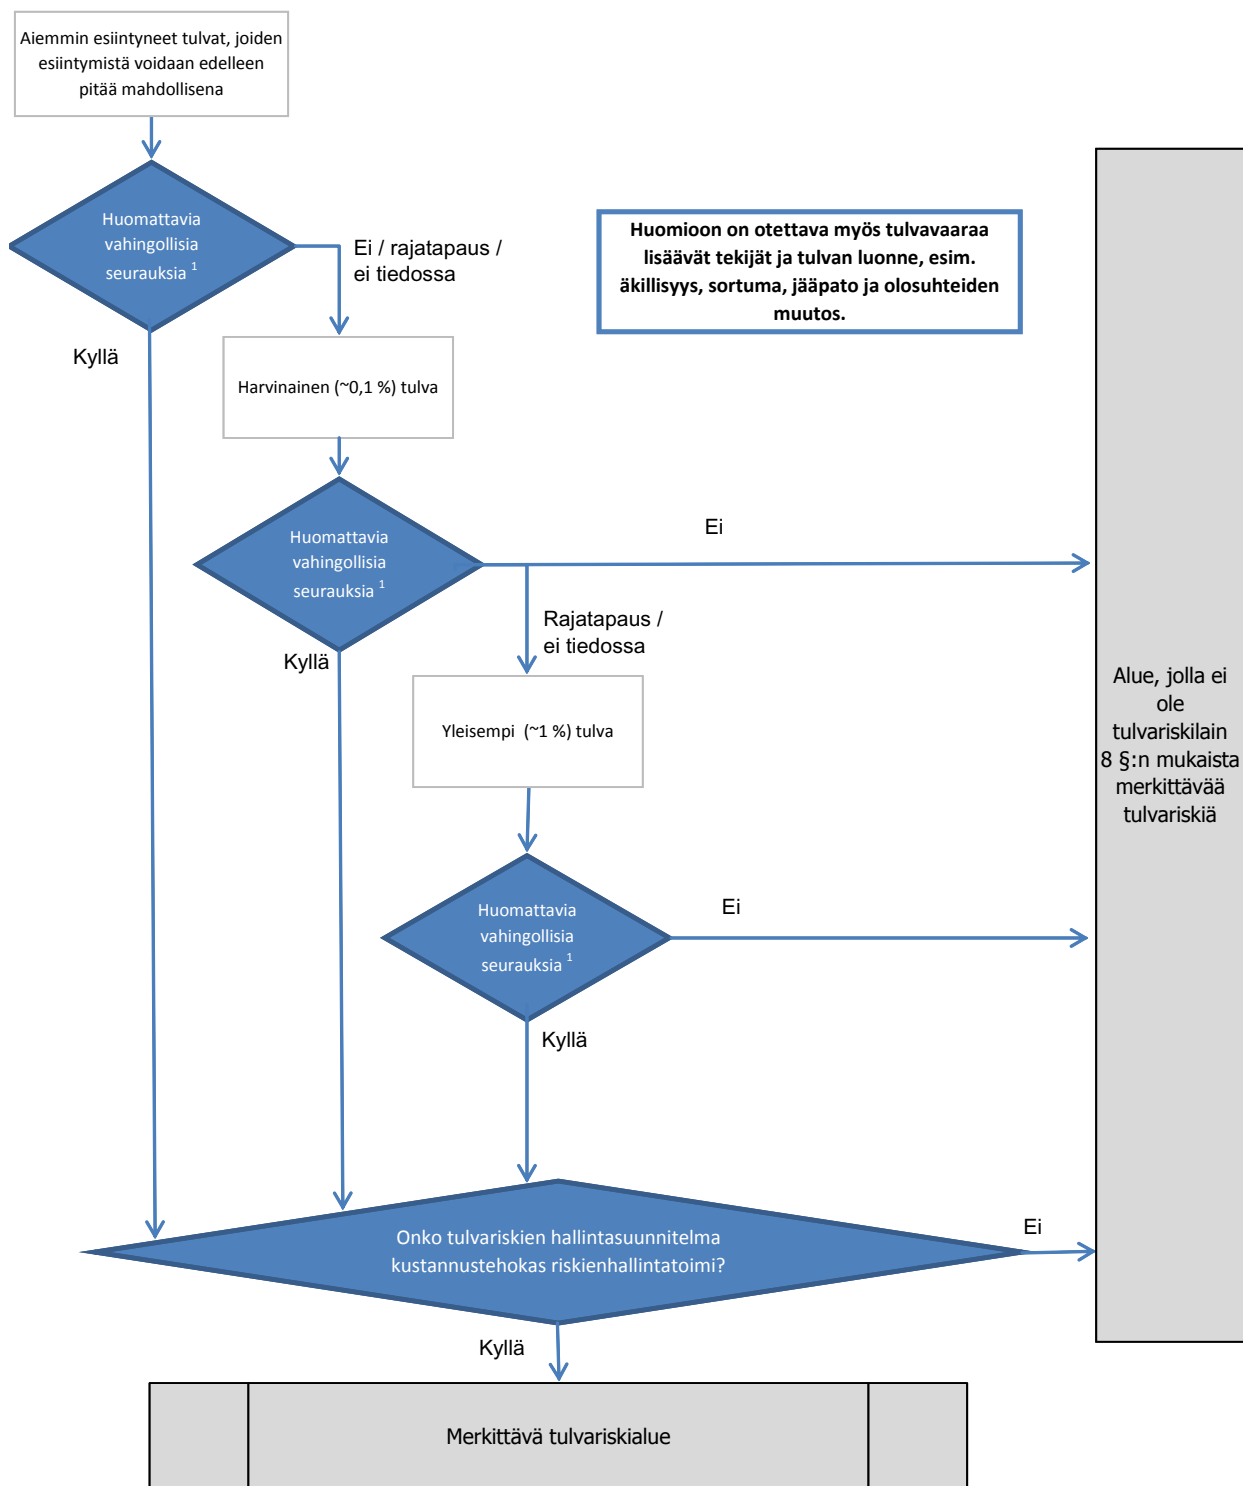 Aiemmin esiintyneet tulvat, joiden
esiintymistä voidaan edelleen
pitää mahdollisena
Huomattavia
vahingollisia
seurauksia 1
Ei / rajatapaus /
ei tiedossa
Huomioon on otettava myös tulvavaaraa
lisäävät tekijät ja tulvan luonne, esim.
äkillisyys, sortuma, jääpato ja olosuhteiden
muutos.
Kyllä
Harvinainen (~0,1 %) tulva
Huomattavia
vahingollisia
seurauksia 1
Ei
Rajatapaus /
ei tiedossa
Kyllä
Yleisempi (~1 %) tulva
Alue, jolla ei
ole
tulvariskilain
8 §:n mukaista
merkittävää
tulvariskiä
Huomattavia
vahingollisia
seurauksia 1
Ei
Kyllä
Onko tulvariskien hallintasuunnitelma
kustannustehokas riskienhallintatoimi?
Ei
Kyllä
Merkittävä tulvariskialue